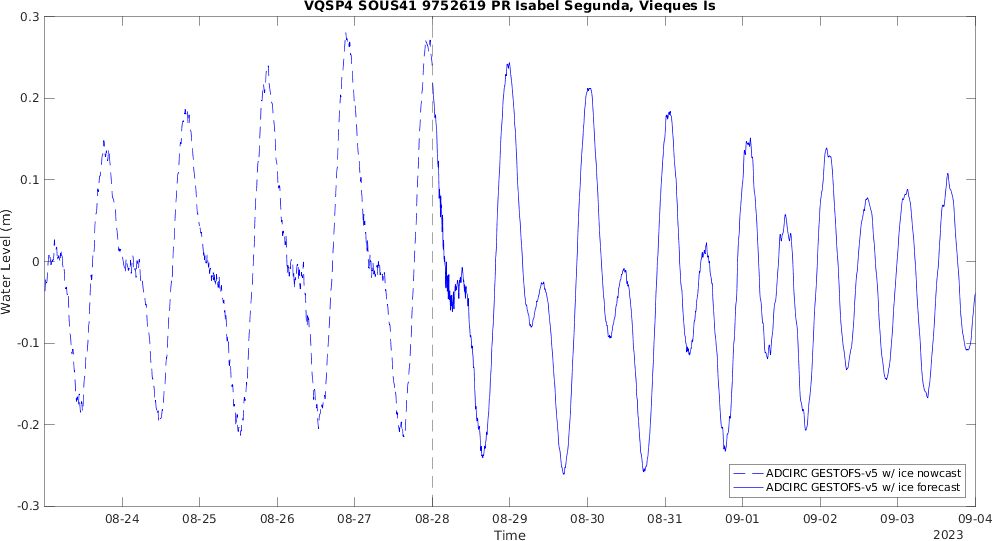 VQSP4 SOUS41 9752619 PR Isabel Segunda, Vieques Is
0.3
0.2
0.1
0
-0.1
-0.2
-0.3
Water Level (m)
08-24 08-25 08-26 08-27 08-28 08-29 08-30 08-31 09-01 09-02 09-03 09-04
Time
2023
ADCIRC GESTOFS-v5 w/ ice nowcast
ADCIRC GESTOFS-v5 w/ ice forecast